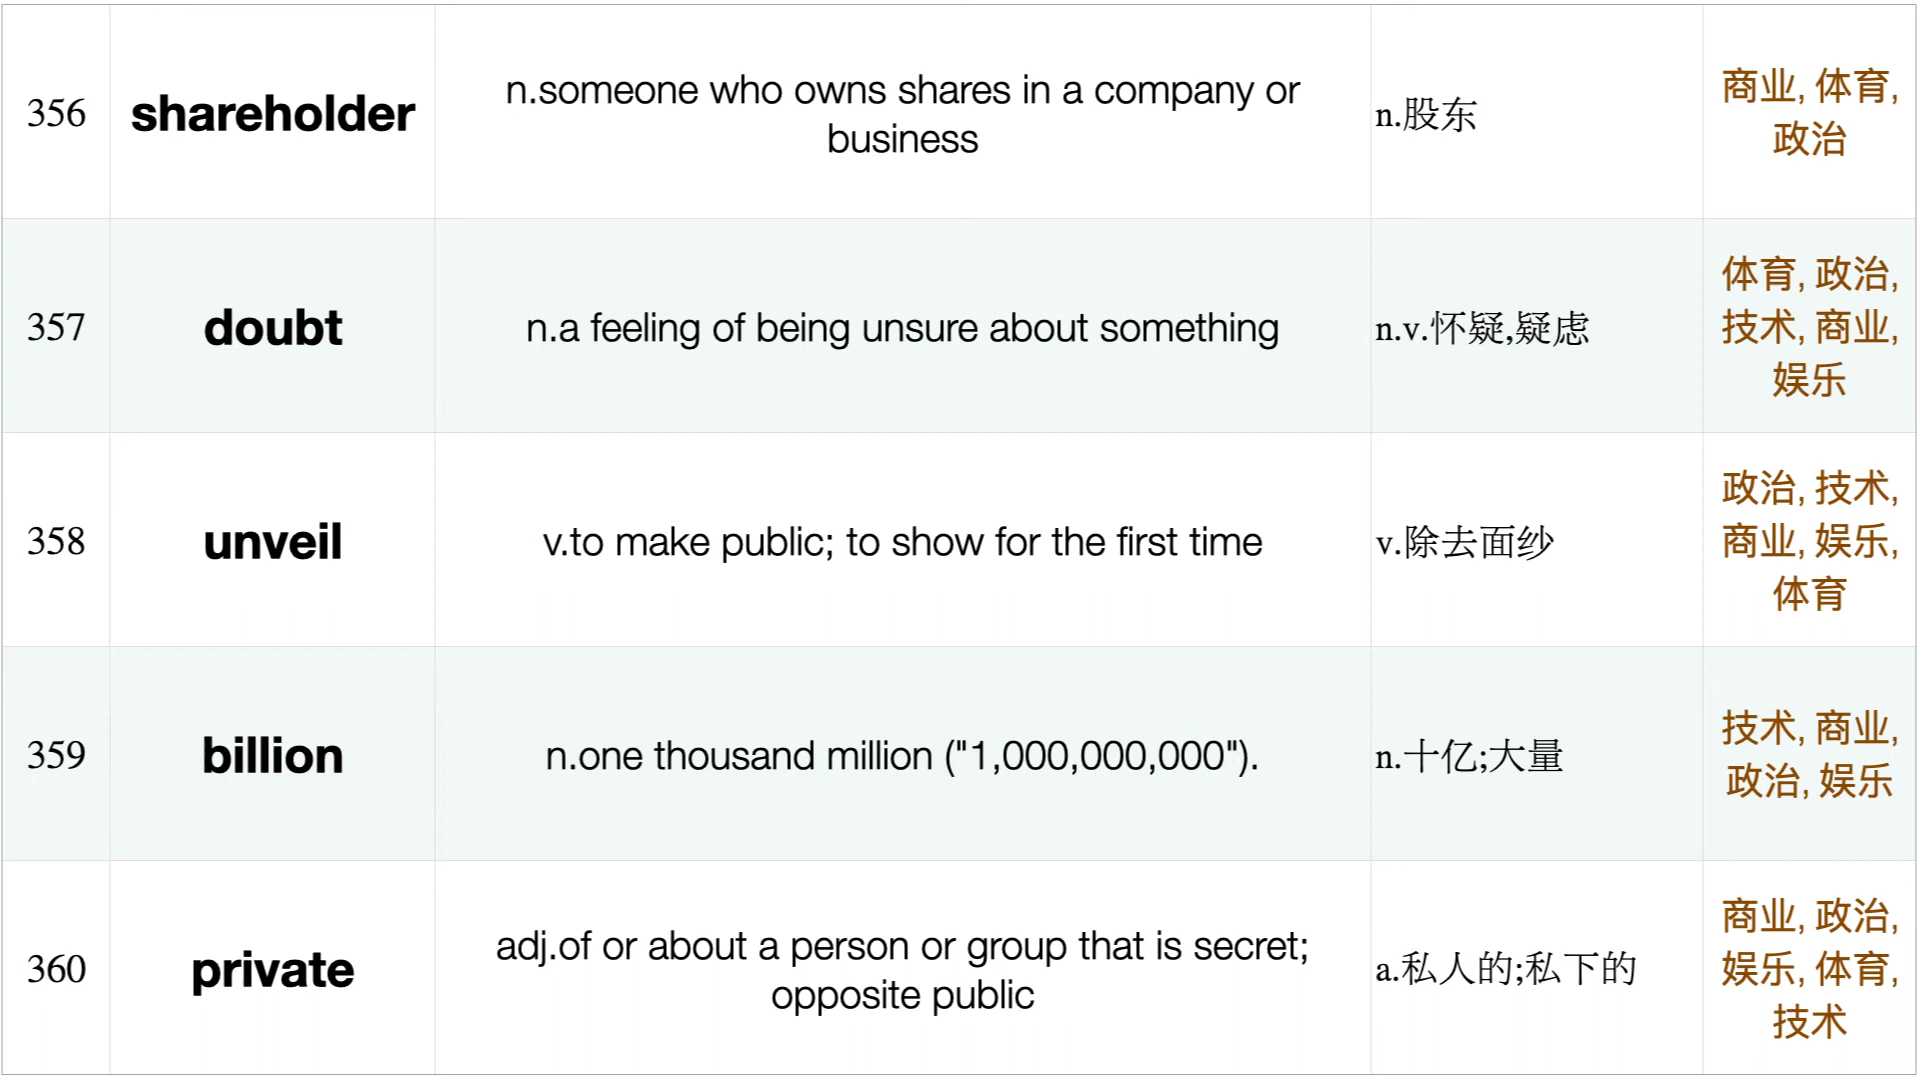 356
shareholder
n.someone who owns shares in a company or
business
n.股东
商业, 体育,
政治
357
doubt
n.a feeling of being unsure about something
n.v.怀疑,疑虑
体育, 政治,
技术, 商业,
娱乐
358
unveil
v.to make public; to show for the first time
v.除去面纱
政治, 技术,
商业, 娱乐,
体育
359
billion
n.one thousand million ("1,000,000,000").
n.十亿;大量
技术, 商业,
政治, 娱乐
360
private
adj.of or about a person or group that is secret;
opposite public
a.私人的;私下的
商业, 政治,
娱乐, 体育,
技术